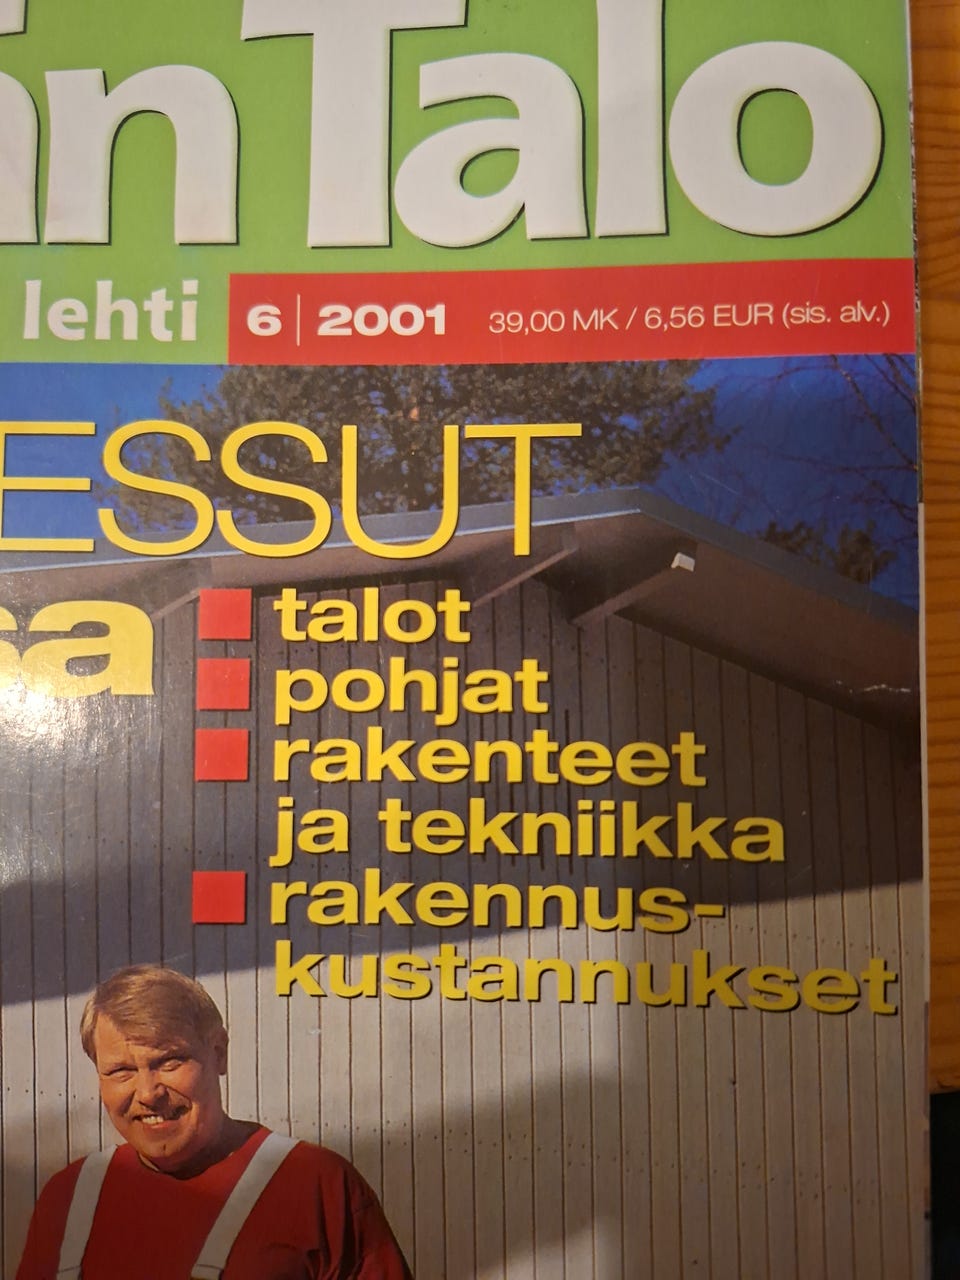 an Talo
lehti
6 | 2001 39,00 MK / 6,56 EUR (sis. alv.)
ESSUT
sa
talot
pohjat
rakenteet
ja tekniikka
rakennus-
kustannukset